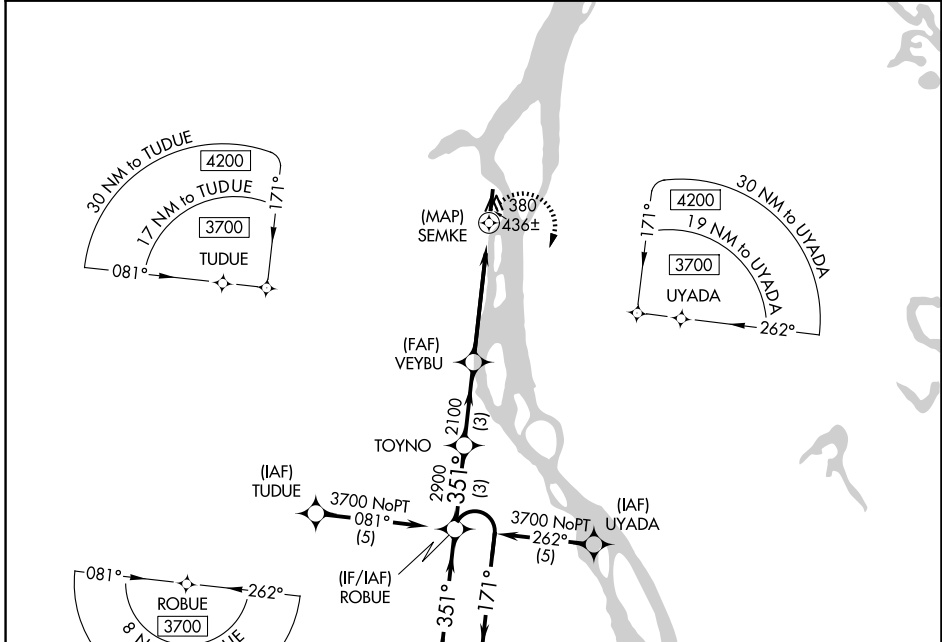 30 NM to TUDUE
4200
17 NM to TUDUE
3700
171°
TUDUE
081°
(MAP)
SEMKE
380
436±
30 NM to UYADA
4200
19 NM to UYADA
171°
3700
UYADA
262°
(FAF)
VEYBU
2100
(3)
TOYNO
2900
351°
(3)
(IAF)
TUDUE
3700 NoPT
081°
(5)
(IAF)
UYADA
3700 NoPT
262°
(5)
(IF/IAF)
ROBUE
351°
171°
081°
262°
ROBUE
3700
8 N
UE